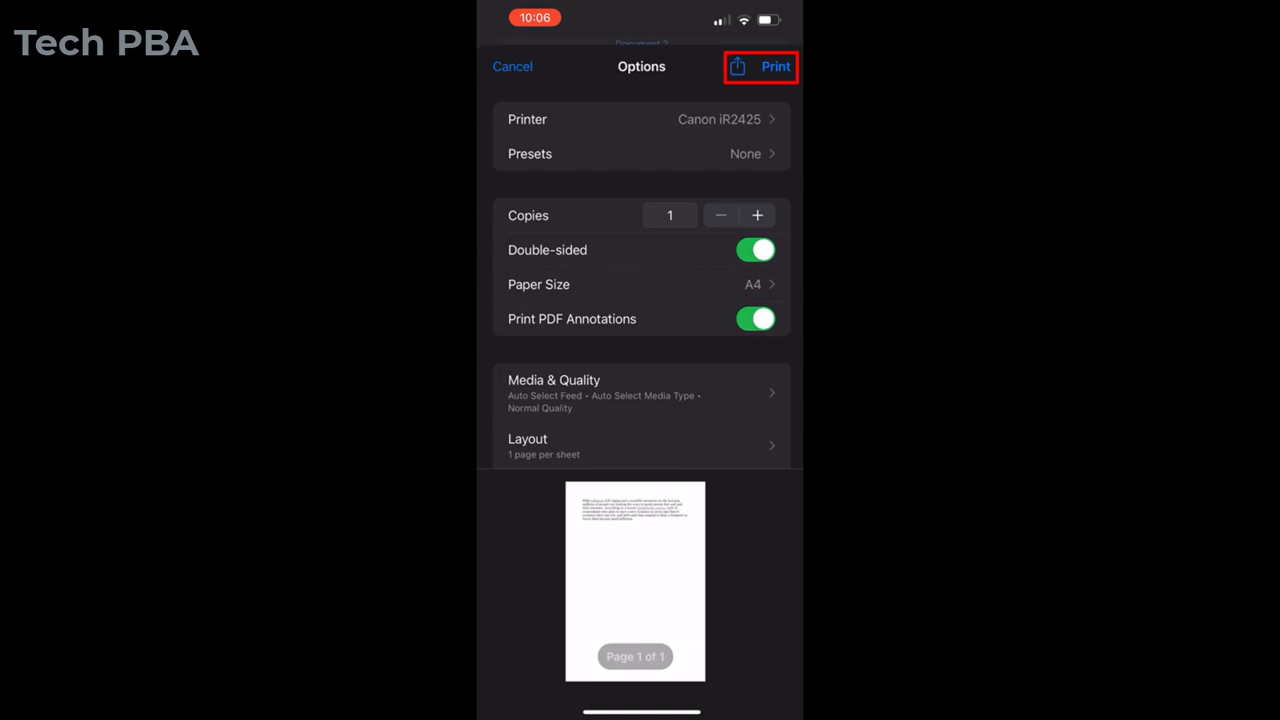 Tech PBA
10:06
Document 2
Cancel
Options
Print
Printer
Canon iR2425
Presets
None
Copies
1
Double-sided
Paper Size
A4
Print PDF Annotations
Media & Quality
Auto Select Feed • Auto Select Media Type •
Normal Quality
Layout
1 page per sheet
Page 1 of 1